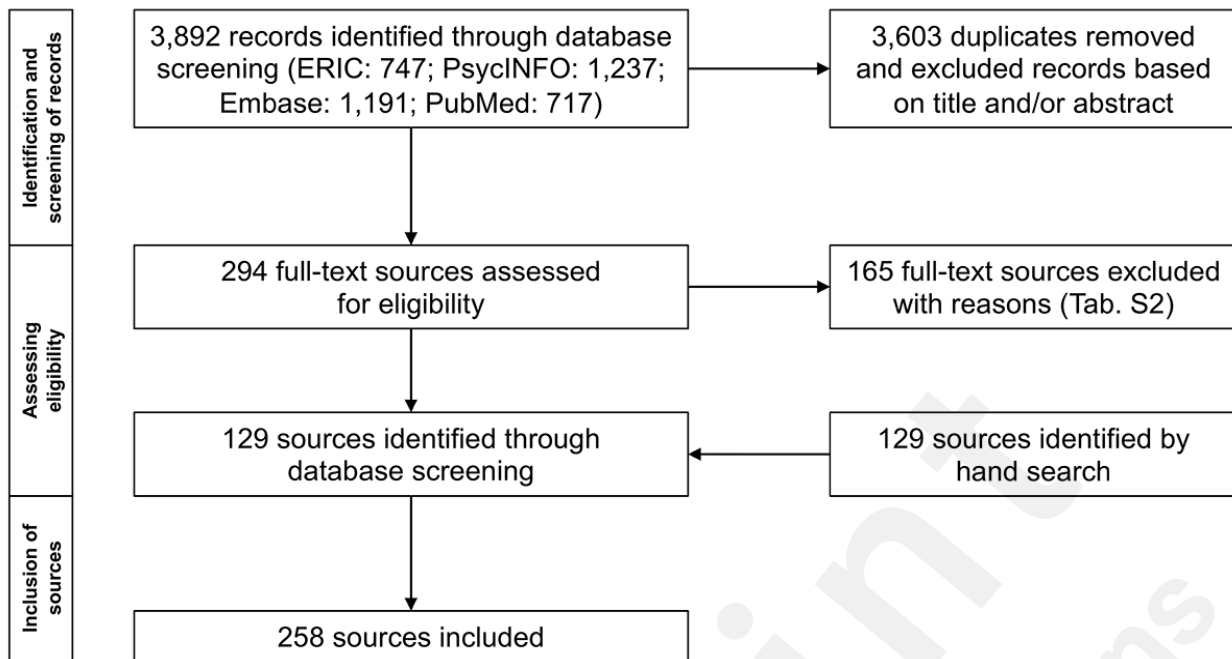 Identification and
screening of records
3,892 records identified through database
screening (ERIC: 747; PsycINFO: 1,237;
Embase: 1,191; PubMed: 717)
3,603 duplicates removed
and excluded records based
on title and/or abstract
Assessing
eligibility
294 full-text sources assessed
for eligibility
165 full-text sources excluded
with reasons (Tab. S2)
129 sources identified through
database screening
129 sources identified by
hand search
Inclusion of
sources
258 sources included